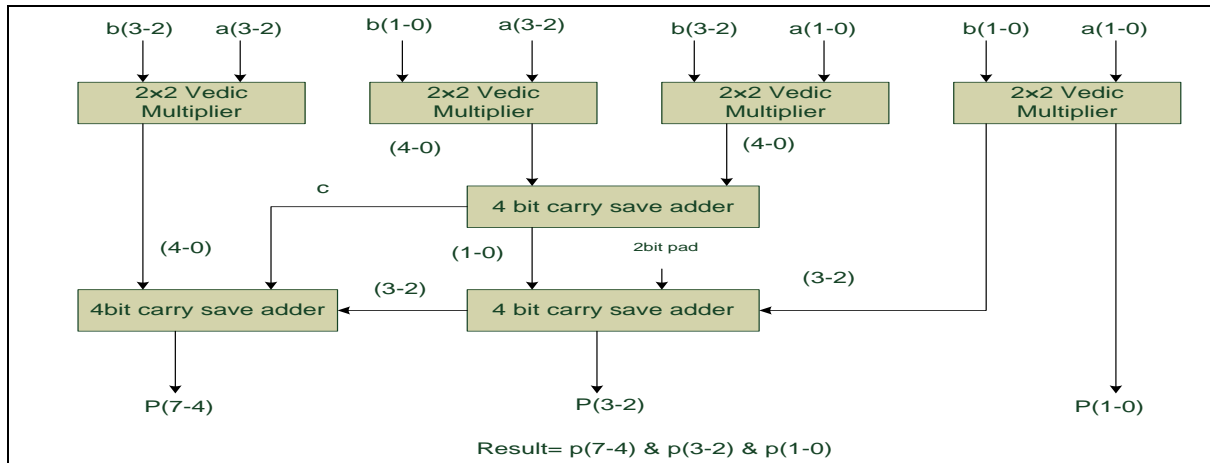 b(3-2) a(3-2) b(1-0) a(3-2) b(3-2) a(1-0) b(1-0) a(1-0)
2x2 Vedic
Multiplier
2x2 Vedic
Multiplier
2x2 Vedic
Multiplier
2x2 Vedic
Multiplier
(4-0) (4-0)
c
4 bit carry save adder
(4-0)
(1-0)
2bit pad
(3-2)
(3-2)
4bit carry save adder
4 bit carry save adder
P(7-4)
P(3-2)
P(1-0)
Result= p(7-4) & p(3-2) & p(1-0)